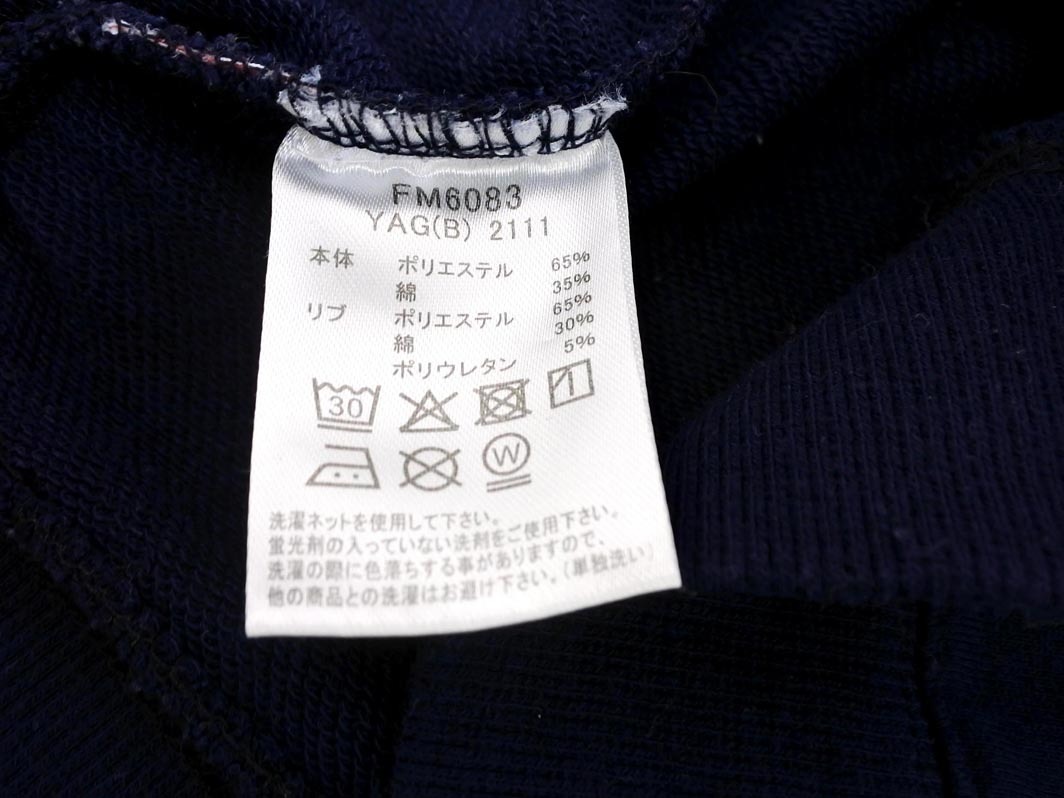 FM6083
YAG(B) 2111
本体 ポリエステル 65%
綿 35%
リブ ポリエステル 65%
綿 30%
ポリウレタン 5%
30
W
洗濯ネットを使用して下さい。
蛍光剤の入っていない洗剤をご使用下さい。
洗濯の際に色落ちする事がありますので、
他の商品との洗濯はお避け下さい。(単独洗い)